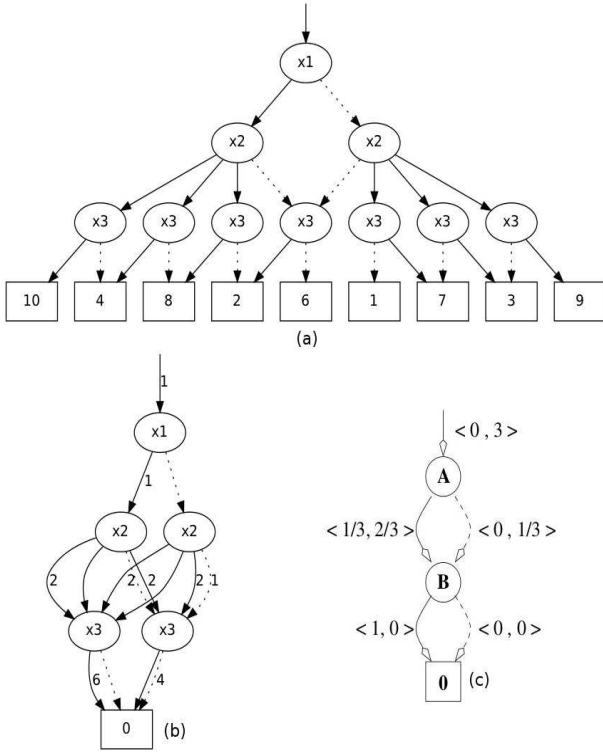 x1
x2 x2
x3 x3 x3 x3 x3 x3 x3
10 4 8 2 6 1 7 3 9
(a)
1
x1
1
x2 x2
2 2 2 2 1
x3 x3
6 4
0 (b)
< 0 , 3 >
A
< 1/3, 2/3 > < 0 , 1/3 >
B
< 1, 0 > < 0 , 0 >
0 (c)